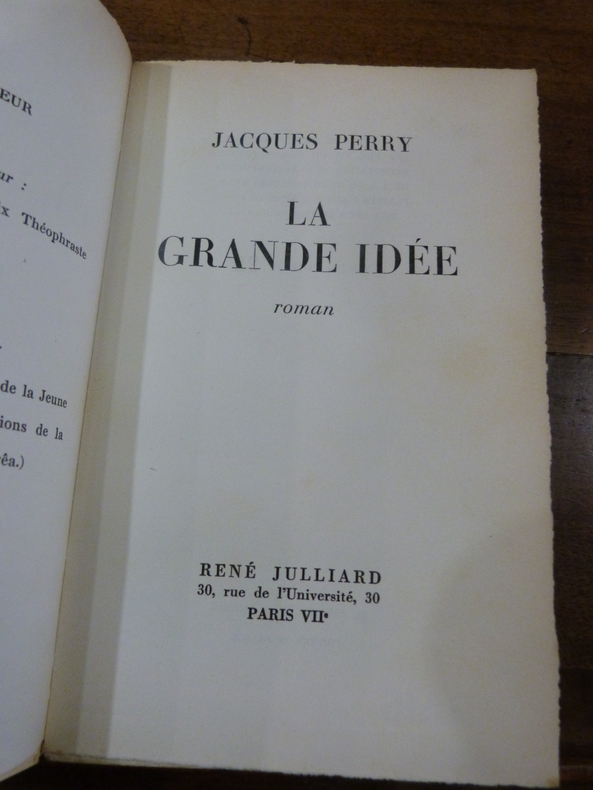 EUR
ur :
x Théophraste
de la Jeune
ions de la
êa.)
JACQUES PERRY
LA
GRANDE IDÉE
roman
RENÉ JULLIARD
30, rue de l'Université, 30
PARIS VIIe